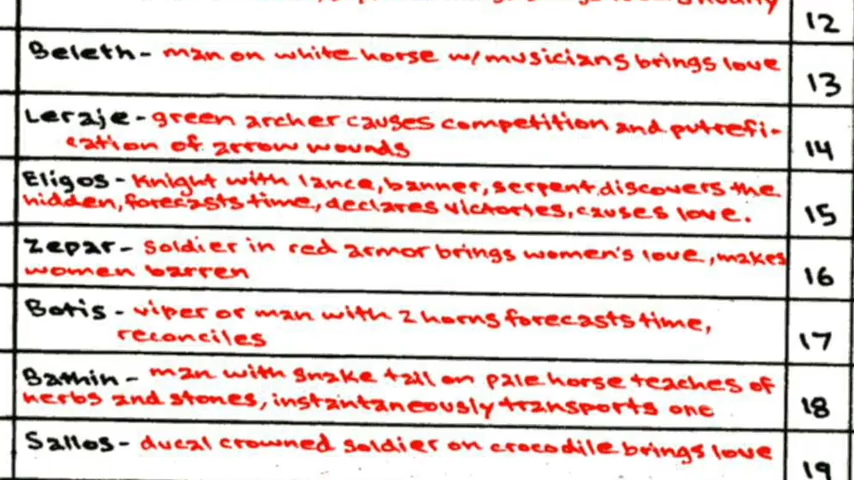 12
Beleth- man on white horse w/musicians brings love
13
Leraje-green archer causes competition and putrefi-
cation of arrow wounds
14
Eligos- Knight with lance, banner, serpent, discovers the
hidden, forecasts time, declares victories, causes love.
15
Zepar- soldier in red armor brings women's love, makes
women barren
16
Botis- viper or man with 2 horns forecasts time,
reconciles
17
Bathin- man with snake tail on pale horse teaches of
herbs and stones, instantaneously transports one
18
Sallos- ducal crowned soldier on crocodile brings love
19